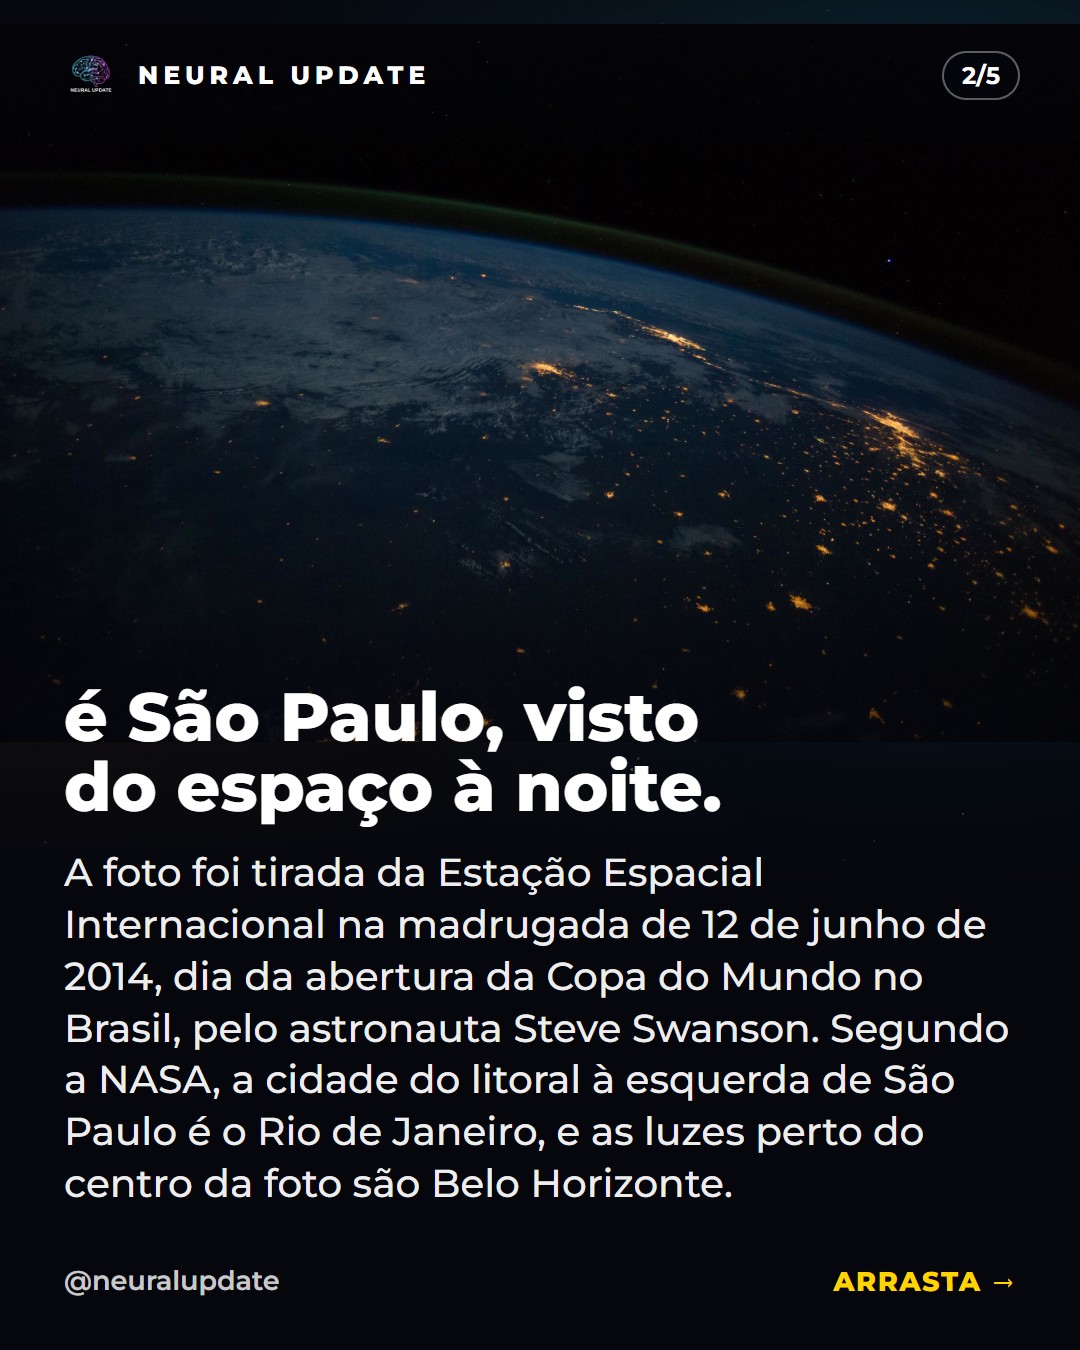 NEURAL UPDATE
NEURAL UPDATE
2/5
é São Paulo, visto
do espaço à noite.
A foto foi tirada da Estação Espacial
Internacional na madrugada de 12 de junho de
2014, dia da abertura da Copa do Mundo no
Brasil, pelo astronauta Steve Swanson. Segundo
a NASA, a cidade do litoral à esquerda de São
Paulo é o Rio de Janeiro, e as luzes perto do
centro da foto são Belo Horizonte.
@neuralupdate
ARRASTA →